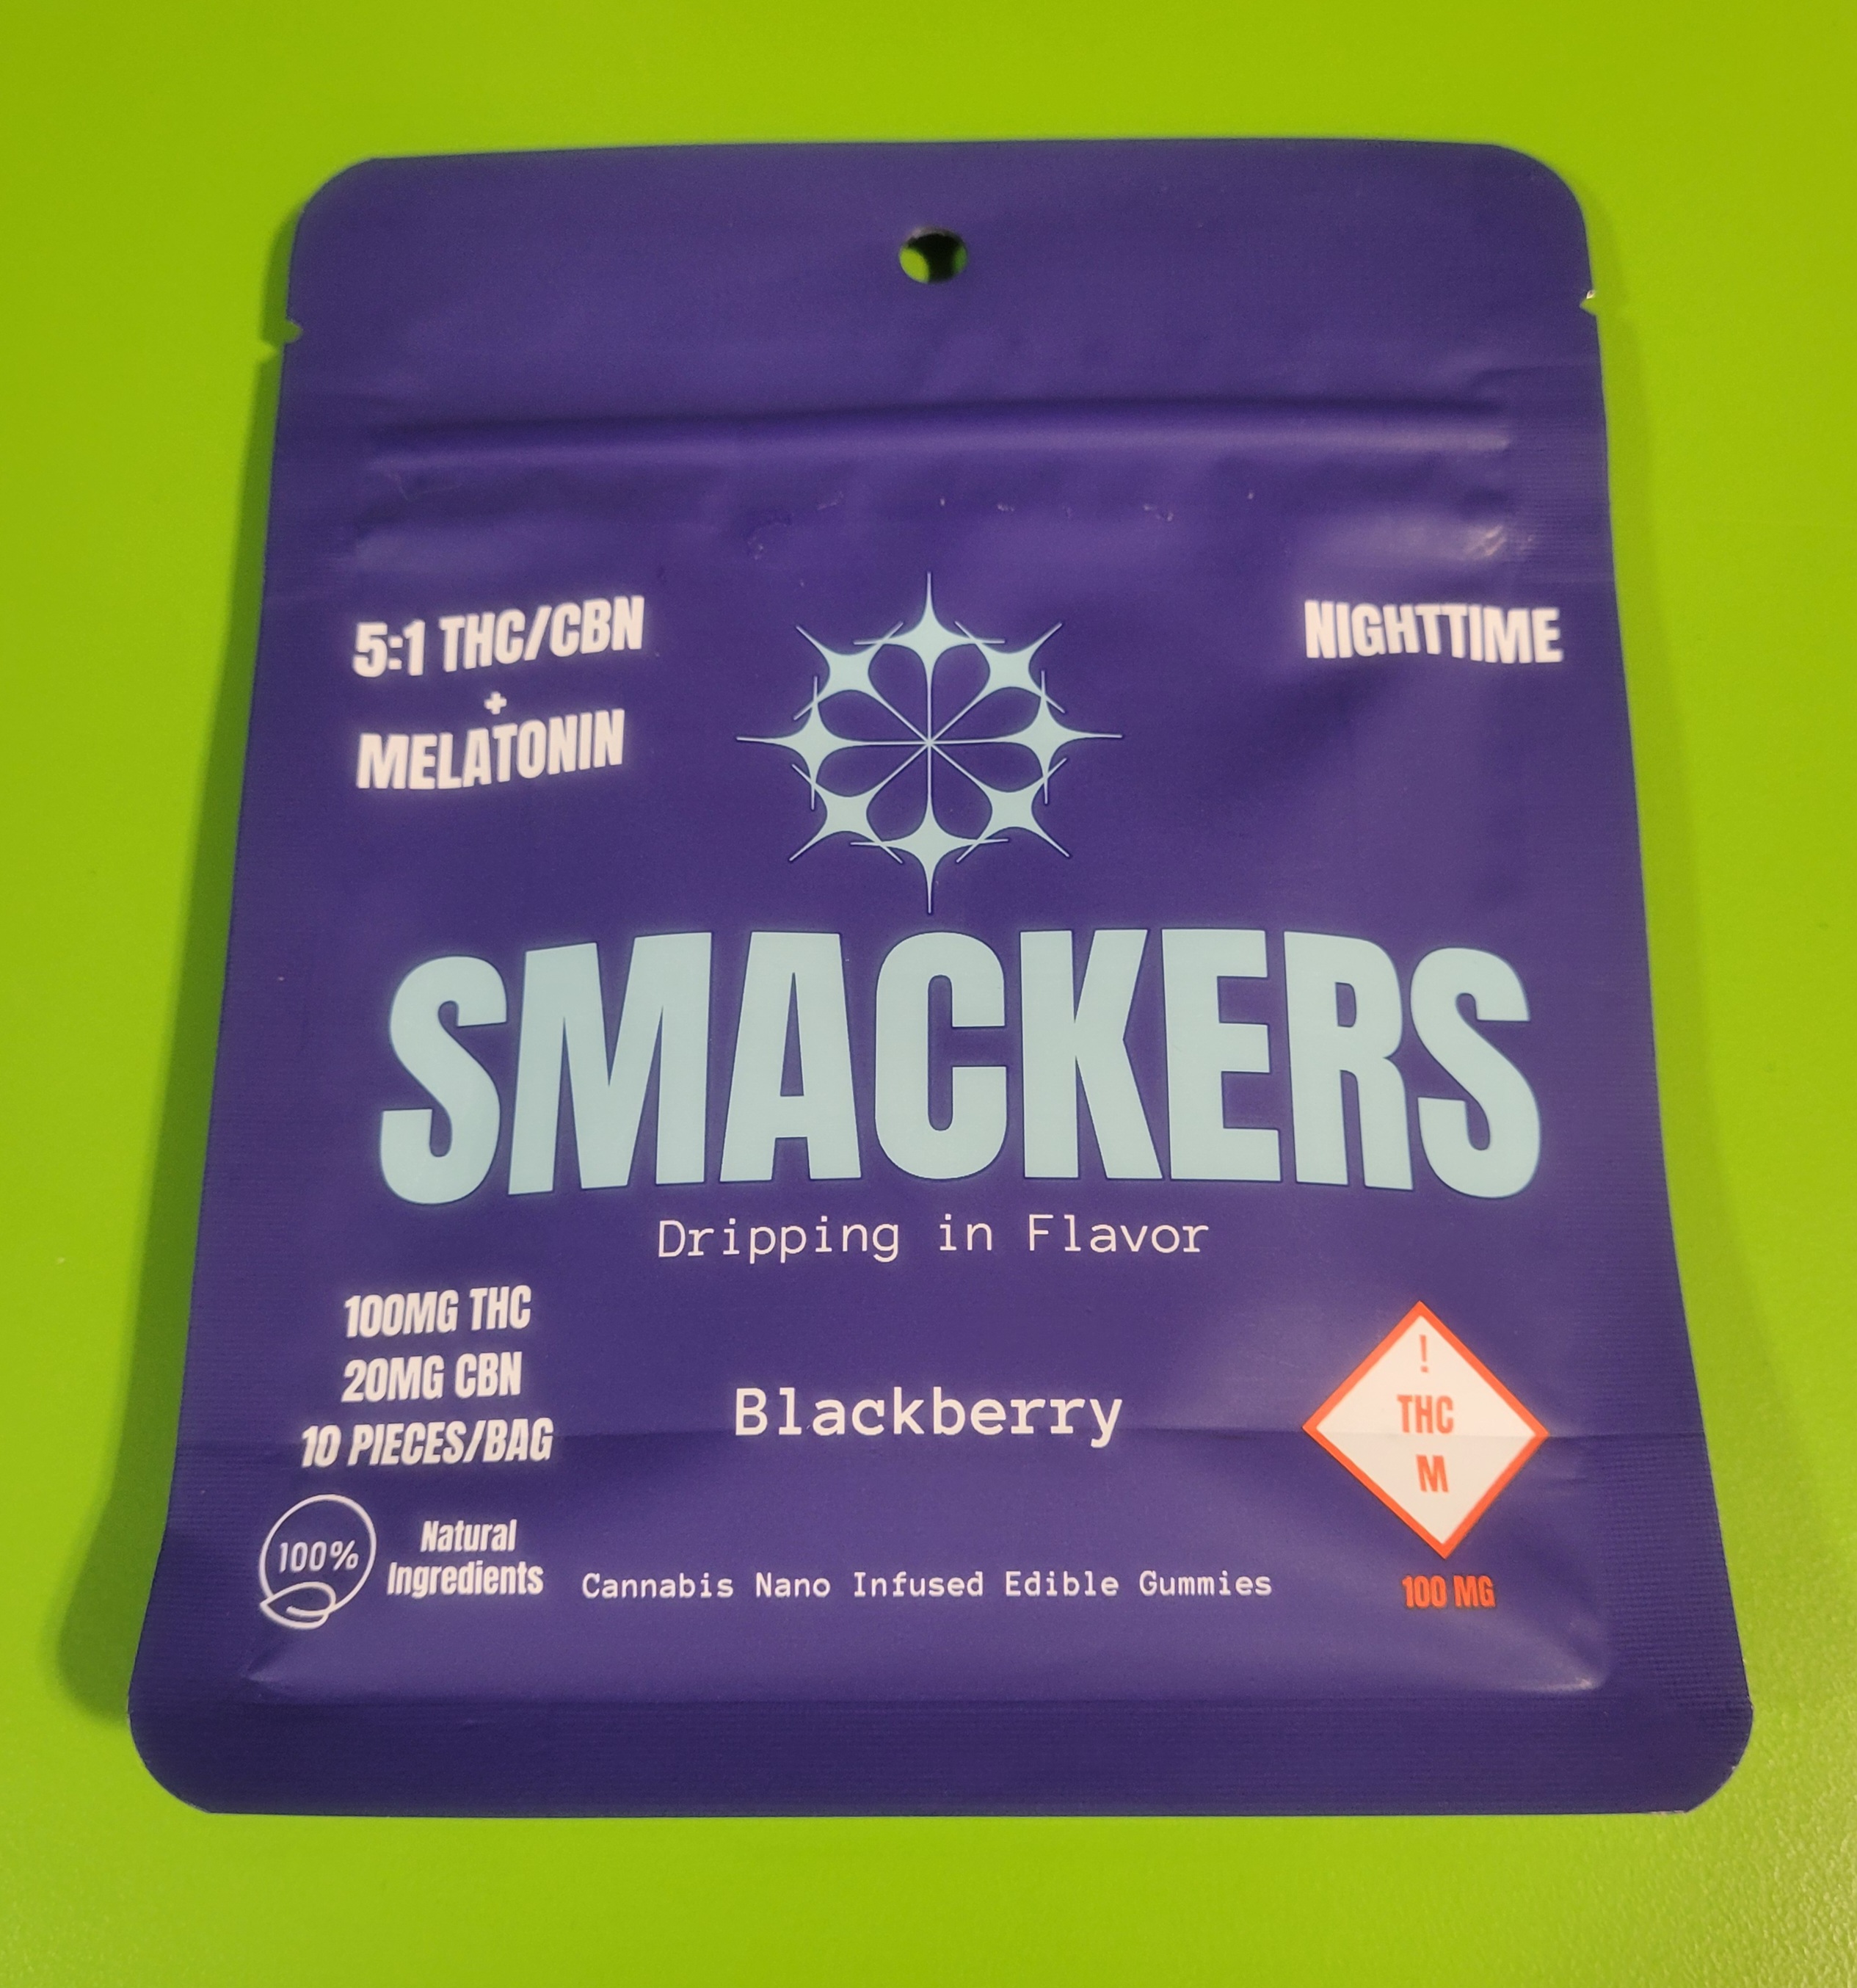 5:1 THC/CBN
+
MELATONIN
NIGHTTIME
SMACKERS
Dripping in Flavor
100MG THC
20MG CBN
10 PIECES/BAG
Blackberry
!
THC
M
100 MG
100%
Natural
Ingredients
Cannabis Nano Infused Edible Gummies